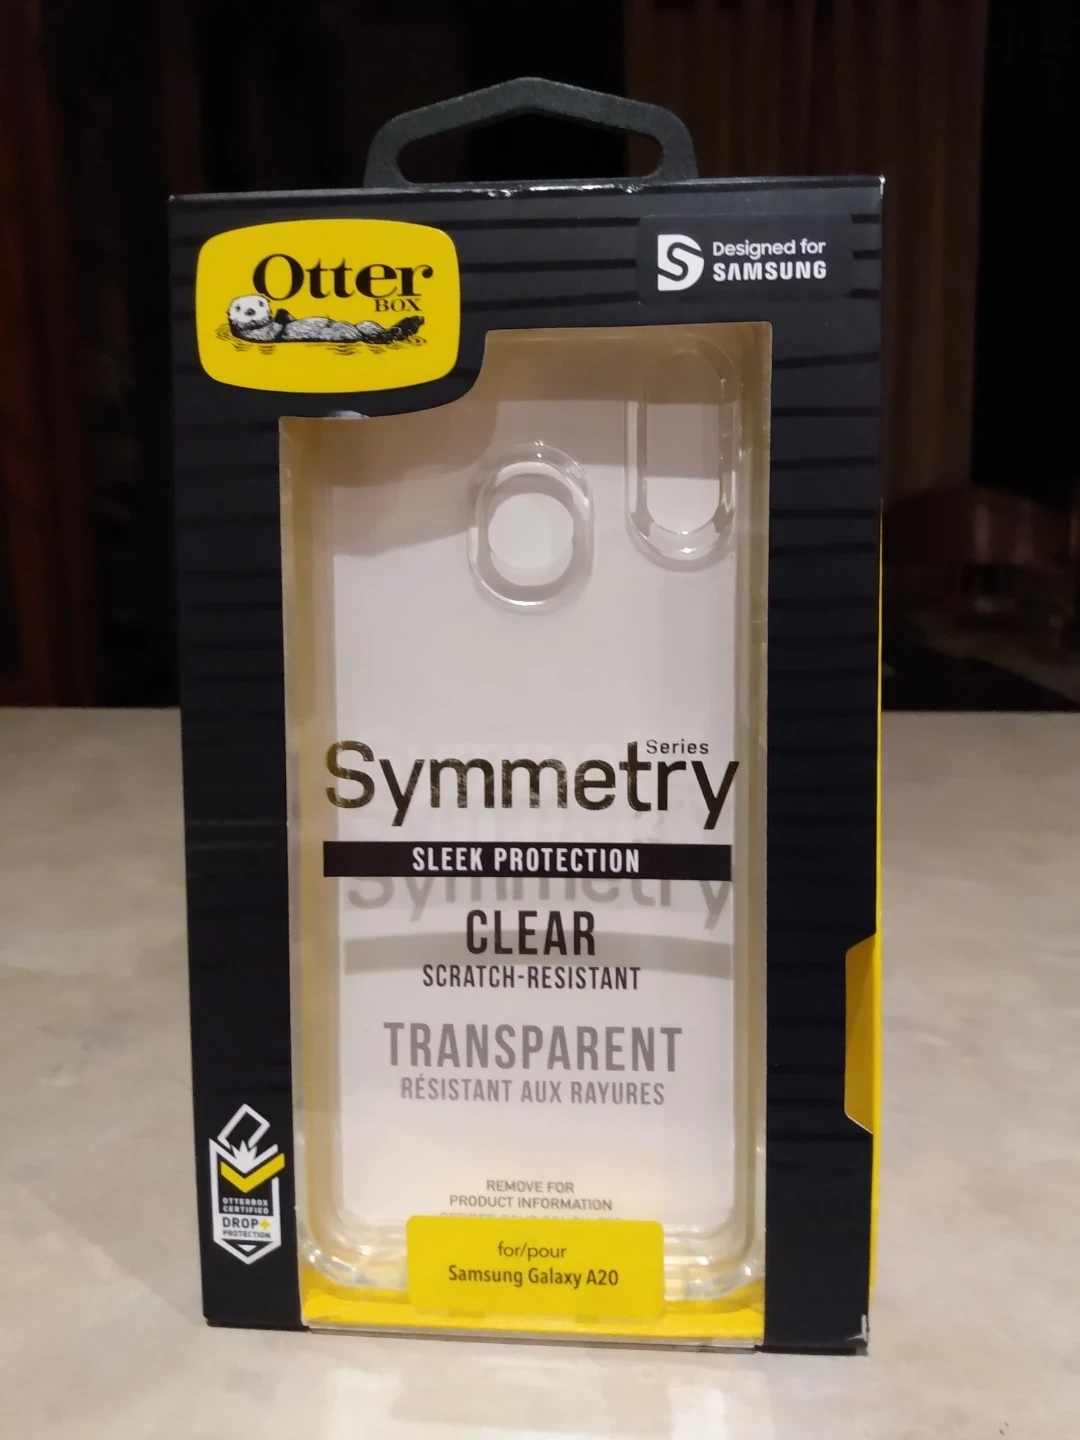 Otter
BOX
Designed for
SAMSUNG
Series
Symmetry
SLEEK PROTECTION
CLEAR
SCRATCH-RESISTANT
TRANSPARENT
RÉSISTANT AUX RAYURES
REMOVE FOR
PRODUCT INFORMATION
OTTERBOX
CERTIFIED
DROP+
PROTECTION
for/pour
Samsung Galaxy A20